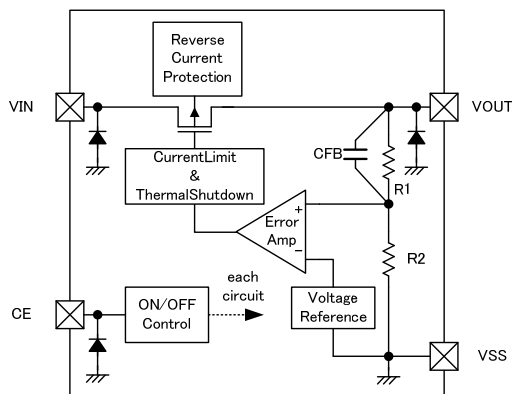 Reverse
Current
Protection
VIN
VOUT
CFB
R1
CurrentLimit
&
ThermalShutdown
+
Error
Amp
−
R2
each
circuit
CE
ON/OFF
Control
Voltage
Reference
VSS